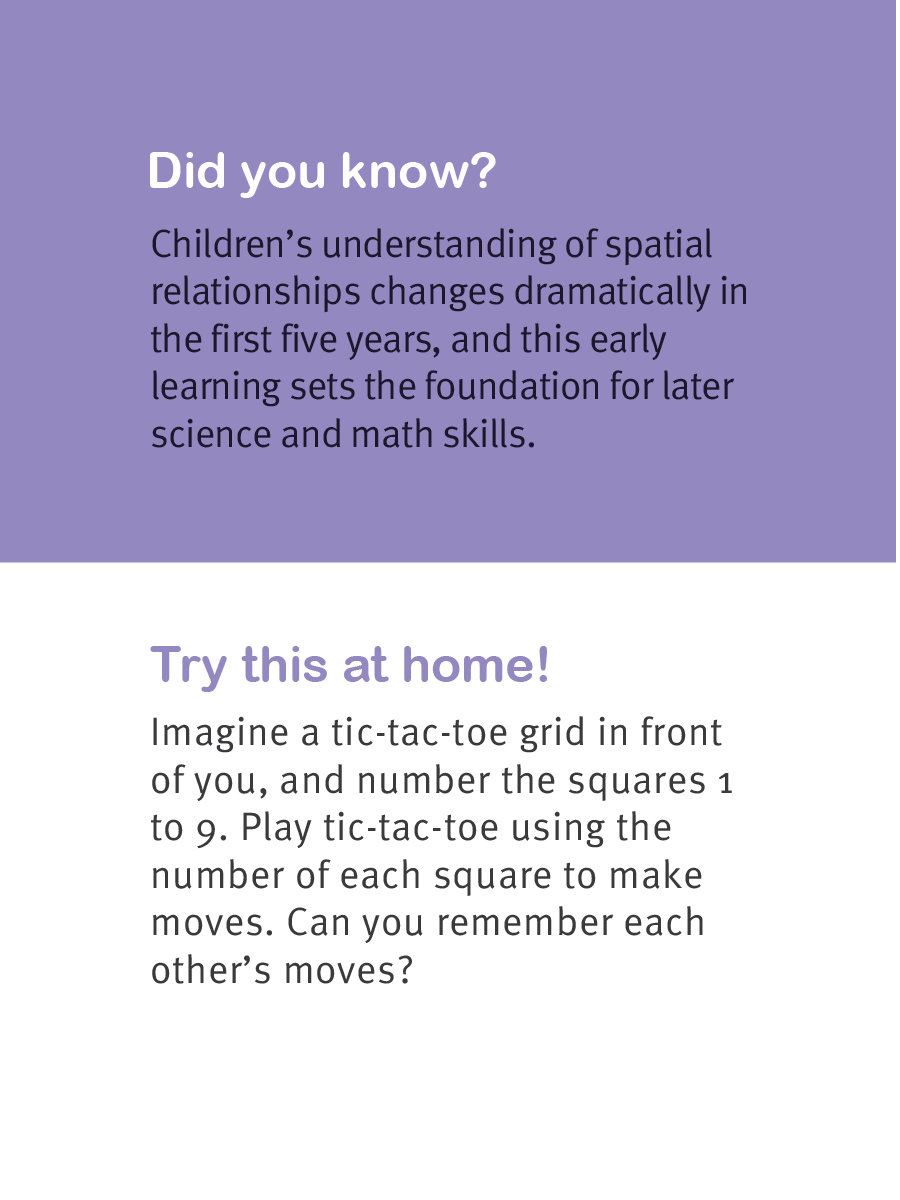 Did you know?
Children’s understanding of spatial
relationships changes dramatically in
the first five years, and this early
learning sets the foundation for later
science and math skills.
Try this at home!
Imagine a tic-tac-toe grid in front
of you, and number the squares 1
to 9. Play tic-tac-toe using the
number of each square to make
moves. Can you remember each
other’s moves?